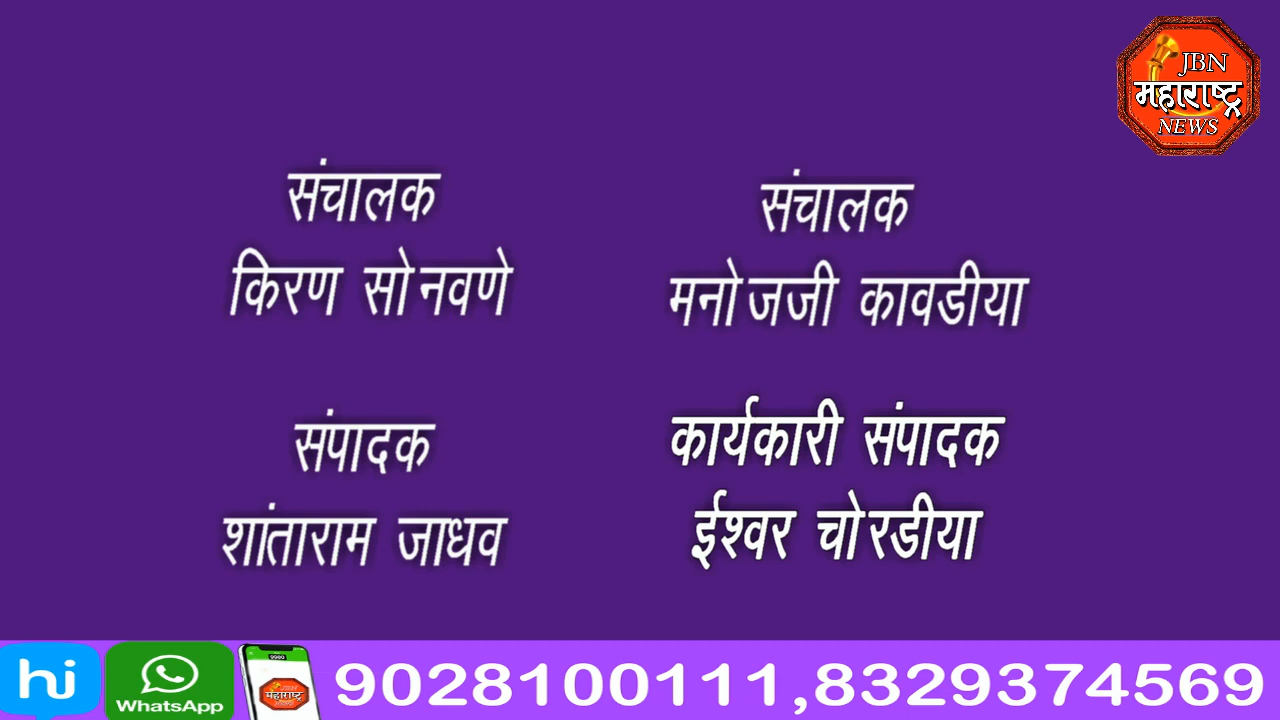 JBN
महाराष्ट्र
NEWS
संचालक
किरण सोनवणे
संचालक
मनोजजी कावडीया
संपादक
शांताराम जाधव
कार्यकारी संपादक
ईश्वर चोरडीया
hi
WhatsApp
महाराष्ट्र
9028100111,8329374569